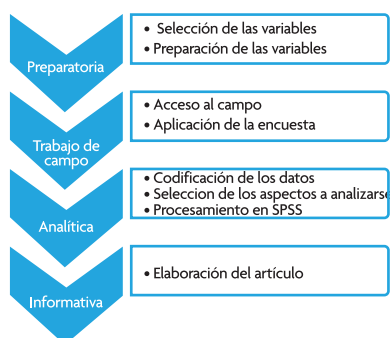 Preparatoria
• Selección de las variables
• Preparación de las variables
Trabajo de
campo
• Acceso al campo
• Aplicación de la encuesta
Analítica
• Codificación de los datos
• Seleccion de los aspectos a analizarse
• Procesamiento en SPSS
Informativa
• Elaboración del artículo